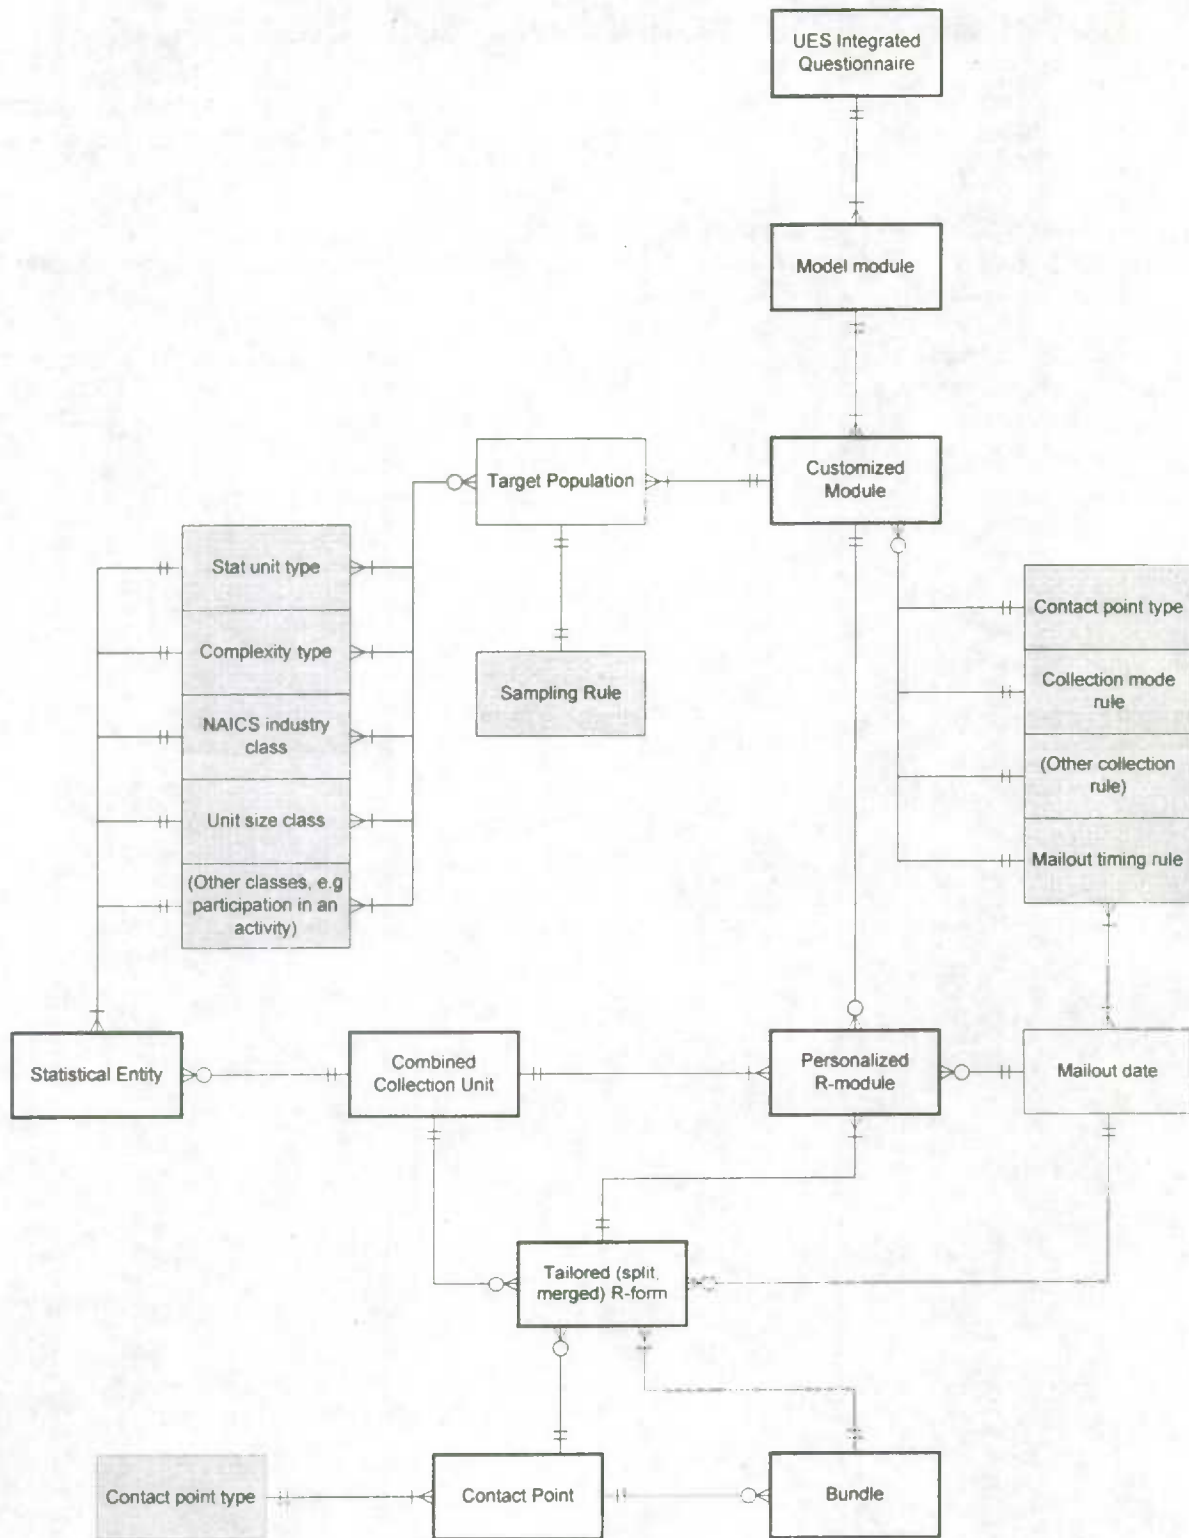 UES Integrated
Questionnaire
Model module
Customized
Module
Target Population
Stat unit type
Contact point type
Complexity type
Sampling Rule
Collection mode
rule
NAICS industry
class
(Other collection
rule)
Unit size class
Mailout timing rule
(Other classes, e.g
participation in an
activity)
Statistical Entity
Combined
Collection Unit
Personalized
R-module
Mailout date
Tailored (split,
merged) R-form
Contact point type
Contact Point
Bundle